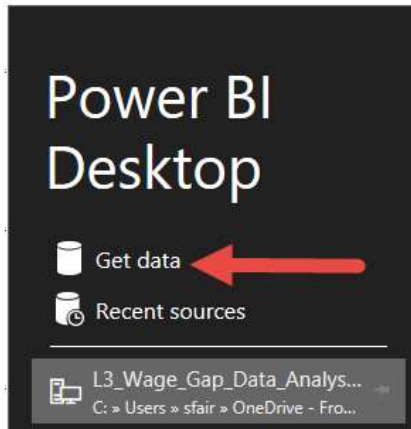 Power BI
Desktop
Get data
Recent sources
L3_Wage_Gap_Data_Analys...
C: » Users » sfair » OneDrive - Fro...